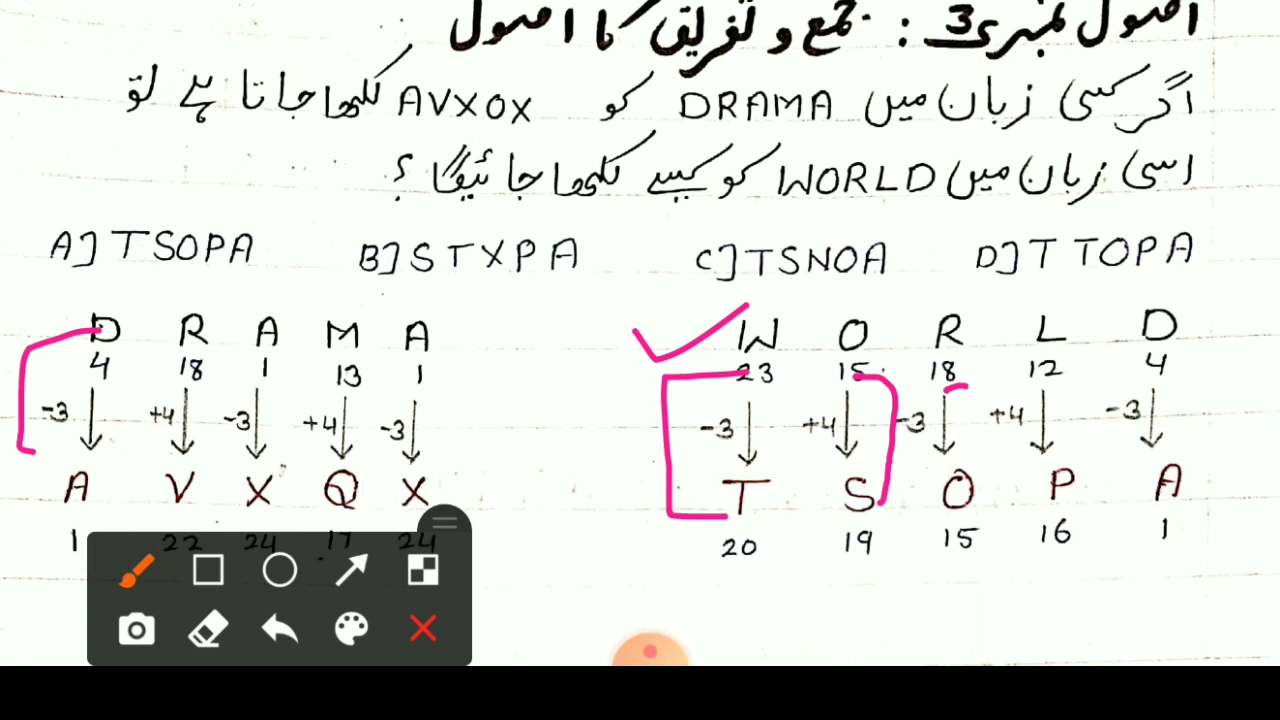 اصول نمبر 3 : جمع و تفریق کا اصول
اگر کسی زبان میں DRAMA کو AVXOX لکھا جاتا ہے تو
اسی زبان میں WORLD کو کیسے لکھا جائیگا ؟
A] TSOPA B] STXPA C] TSNOA D] TTOPA
D R A M A W O R L D
4 18 1 13 1 23 15 18 12 4
-3 +4 -3 +4 -3 -3 +4 -3 +4 -3
A V X Q X T S O P A
1 22 24 17 24 20 19 15 16 1